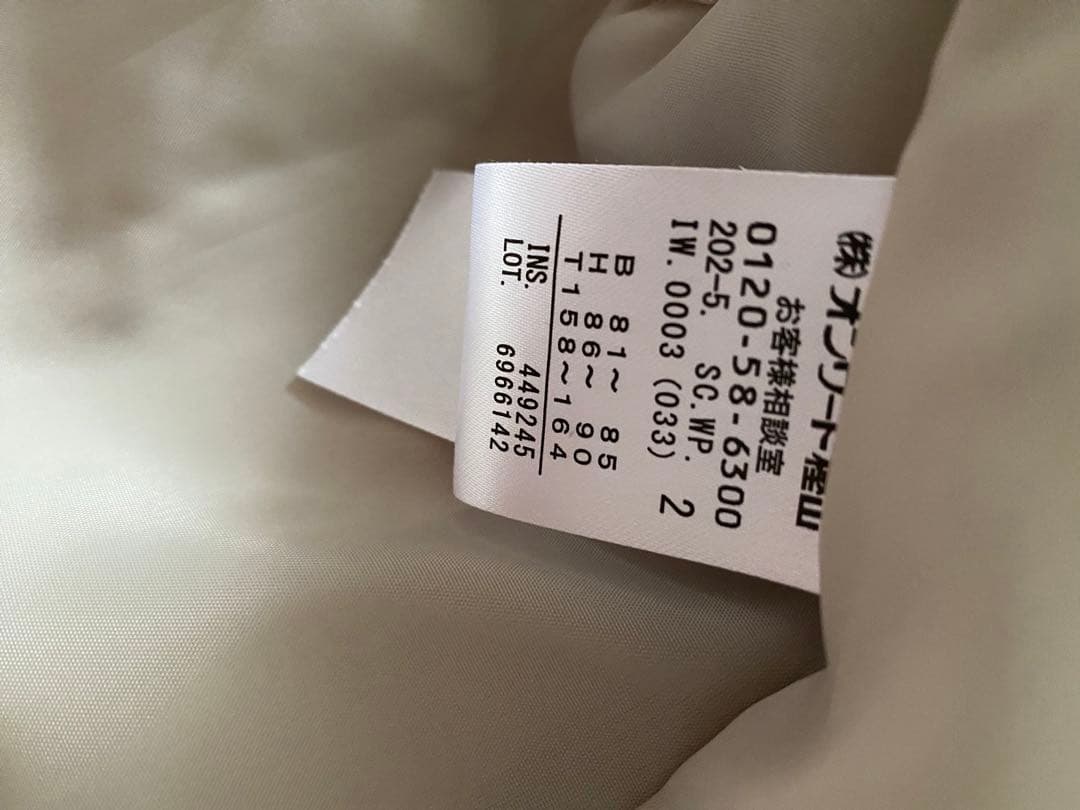 (株)オンワード樫山
お客様相談室
0120-58-6300
202-5. SC.WP.
IW.0003(033) 2
B 81~ 85
H 86~ 90
T158~164
INS. 449245
LOT. 6966142